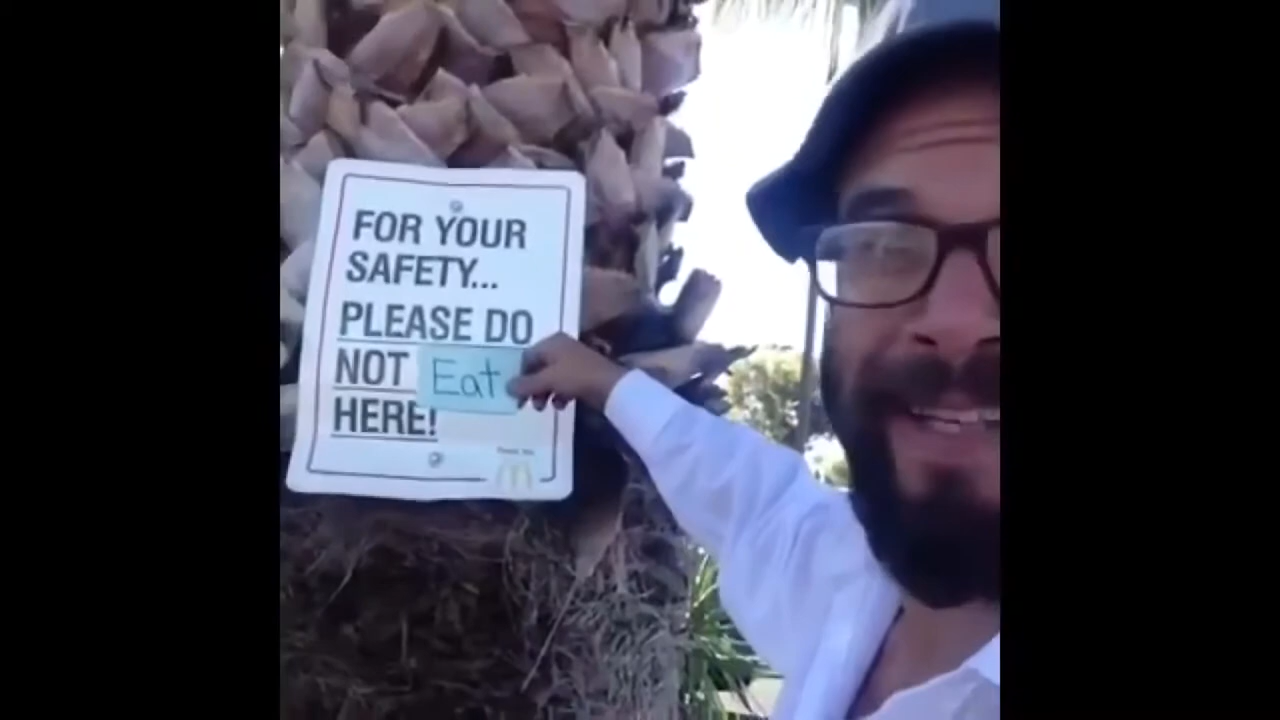 FOR YOUR
SAFETY...
PLEASE DO
NOT Eat
HERE!